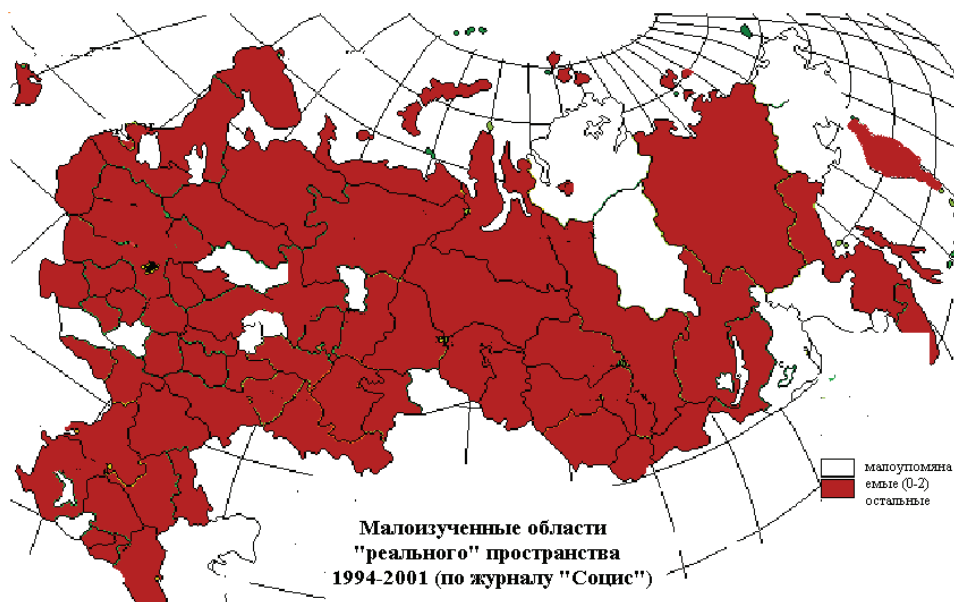 малоупомяна
емые (0-2)
остальные
Малоизученные области
"реального" пространства
1994-2001 (по журналу "Социс")